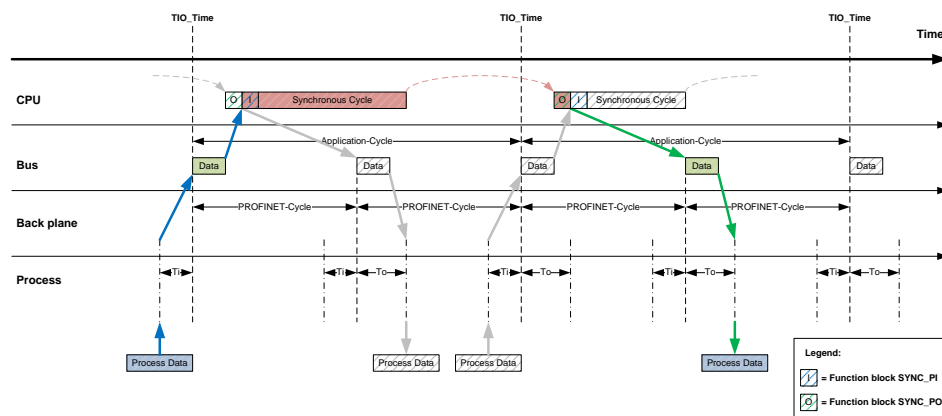 TIO_Time TIO_Time TIO_Time
Time
CPU O I Synchronous Cycle O I Synchronous Cycle
Application-Cycle Application-Cycle
Bus Data Data Data Data Data
PROFINET-Cycle PROFINET-Cycle PROFINET-Cycle PROFINET-Cycle
Back plane
Process Ti Ti To Ti To Ti To Ti To
Process Data Process Data Process Data Process Data
Legend:
I = Function block SYNC_PI
O = Function block SYNC_PO